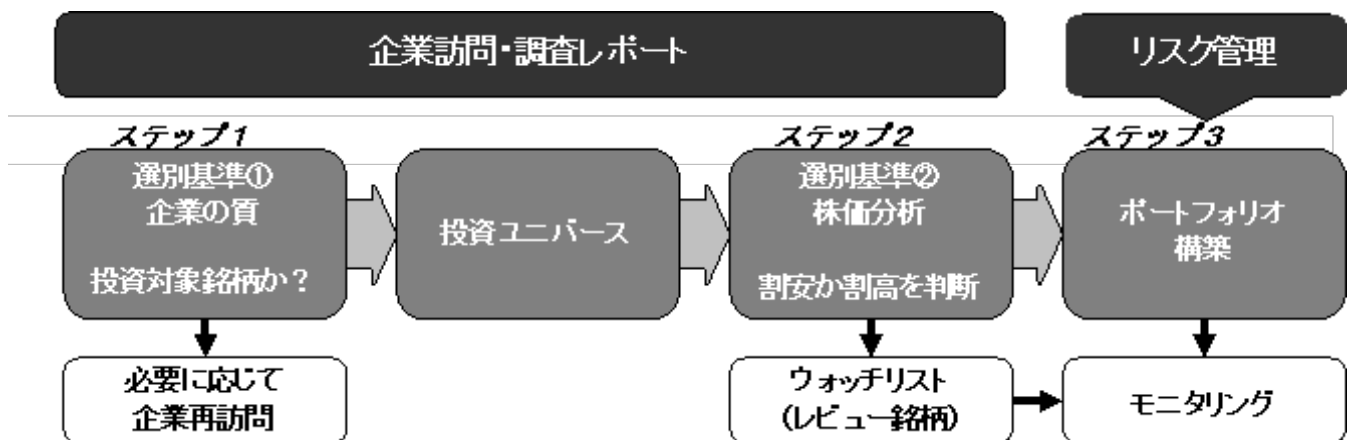 企業訪問・調査レポート
リスク管理
ステップ1
選別基準①
企業の質
投資対象銘柄か？
投資ユニバース
ステップ2
選別基準②
株価分析
割安か割高を判断
ステップ3
ポートフォリオ
構築
必要に応じて
企業再訪問
ウォッチリスト
(レビュー銘柄)
モニタリング